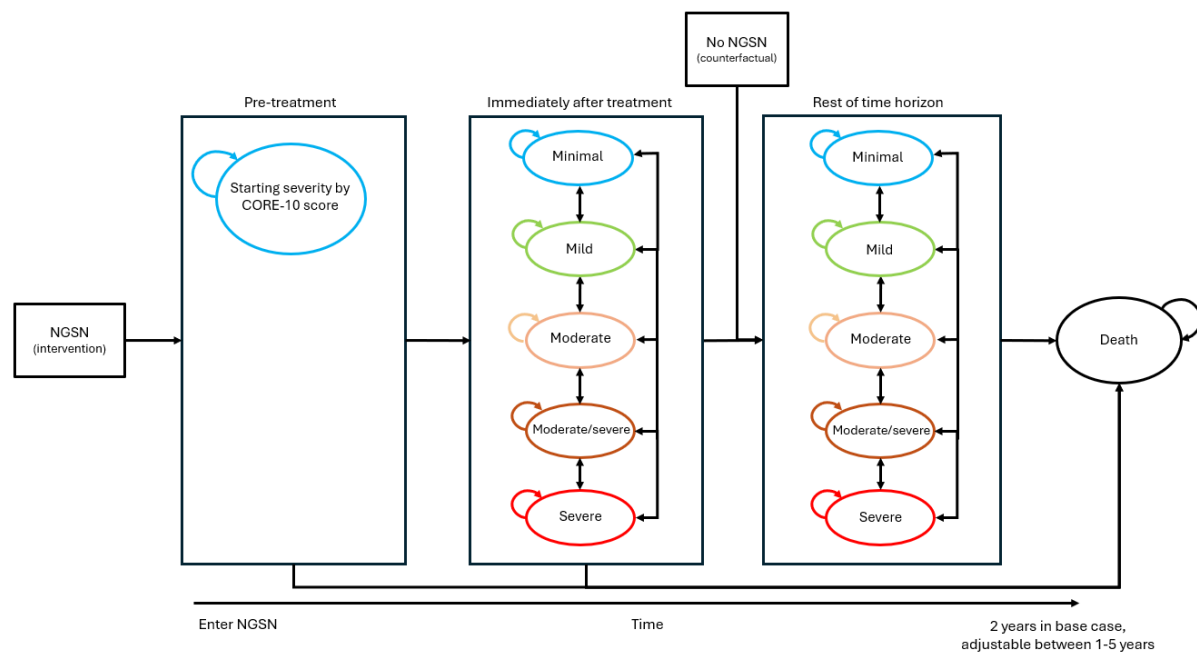 No NGSN
(counterfactual)
Pre-treatment
Immediately after treatment
Rest of time horizon
Starting severity by
CORE-10 score
Minimal
Mild
Moderate
Moderate/severe
Severe
Minimal
Mild
Moderate
Moderate/severe
Severe
NGSN
(intervention)
Death
Enter NGSN
Time
2 years in base case,
adjustable between 1-5 years